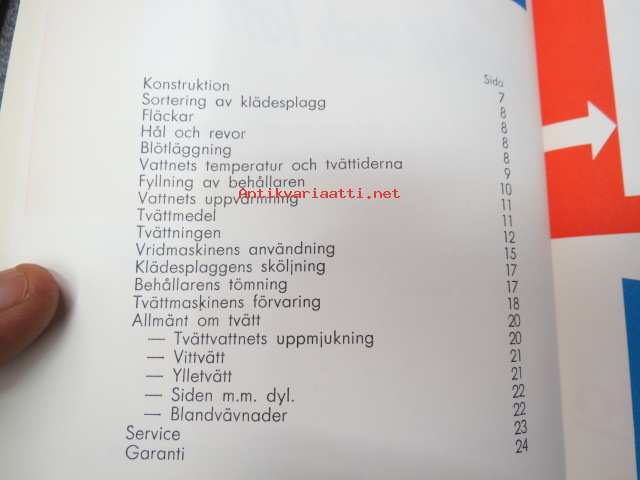 Sida
Konstruktion 7
Sortering av klädesplagg 8
Fläckar 8
Hål och revor 8
Blötläggning 8
Vattnets temperatur och tvättiderna 9
Fyllning av behållaren 10
Antikvariaatti.net
Vattnets uppvärmning 11
Tvättmedel 11
Tvättningen 12
Vridmaskinens användning 15
Klädesplaggens sköljning 17
Behållarens tömning 17
Tvättmaskinens förvaring 18
Allmänt om tvätt 20
— Tvättvattnets uppmjukning 20
— Vittvätt 21
— Ylletvätt 21
— Siden m.m. dyl. 22
— Blandvävnader 22
Service 23
Garanti 24